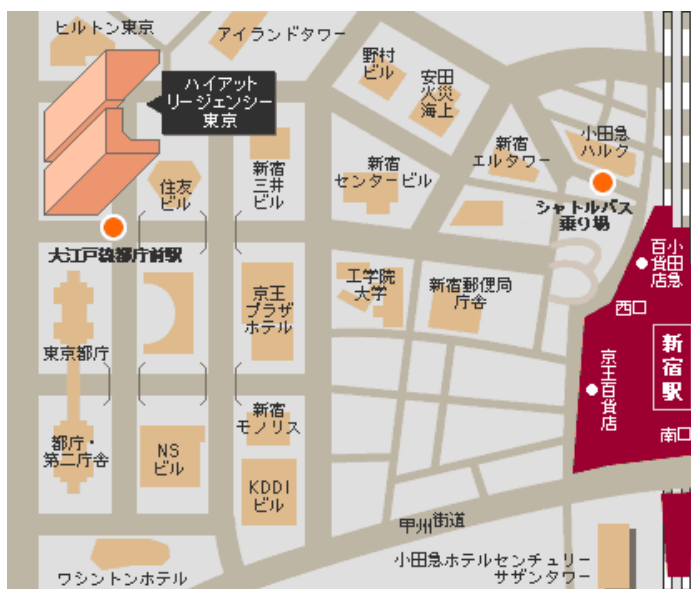 ヒルトン東京
アイランドタワー
野村
ビル
安田
火災
海上
ハイアット
リージェンシー
東京
新宿
エルタワー
小田急
ハルク
住友
ビル
新宿
三井
ビル
新宿
センタービル
シャトルバス
乗り場
大江戸線都庁前駅
小田急
百貨店
京王
プラザ
ホテル
工学院
大学
新宿郵便局
庁舎
西口
新宿駅
東京都庁
京王百貨店
新宿
モノリス
南口
都庁・
第二庁舎
NS
ビル
KDDI
ビル
甲州街道
小田急ホテルセンチュリー
サザンタワー
ワシントンホテル